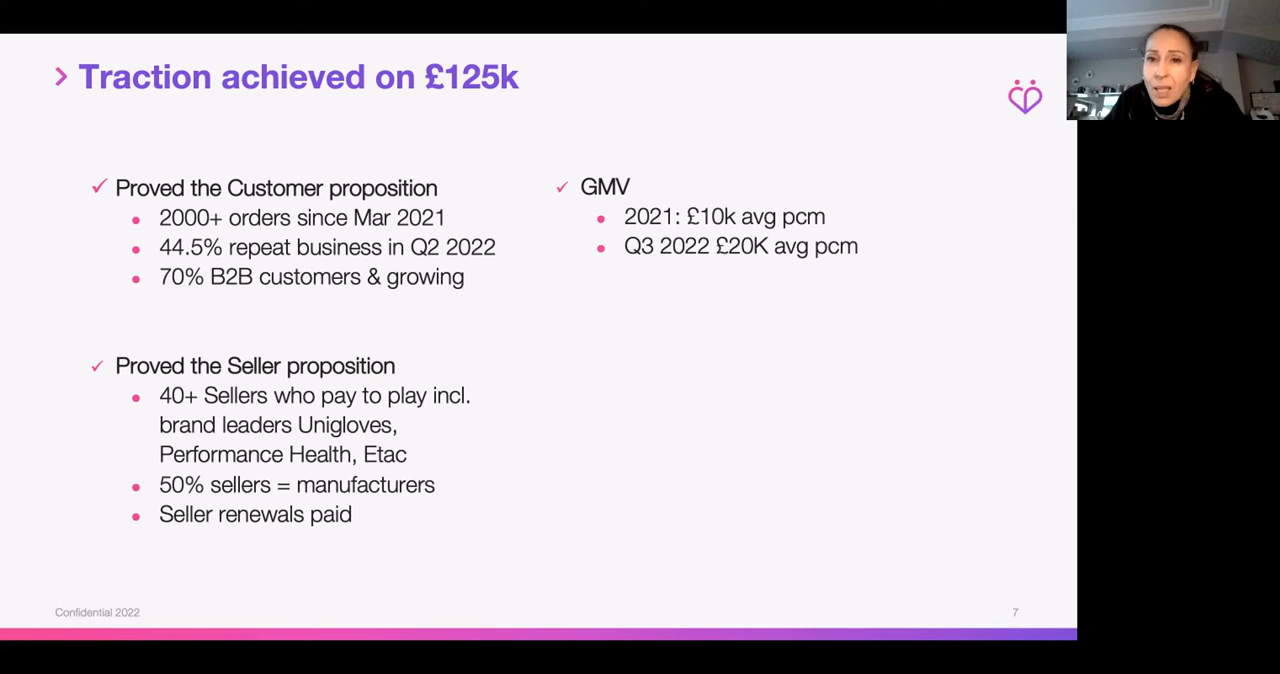 Traction achieved on £125k
Proved the Customer proposition
2000+ orders since Mar 2021
44.5% repeat business in Q2 2022
70% B2B customers & growing
Proved the Seller proposition
40+ Sellers who pay to play incl.
brand leaders Unigloves,
Performance Health, Etac
50% sellers = manufacturers
Seller renewals paid
GMV
2021: £10k avg pcm
Q3 2022 £20K avg pcm
Confidential 2022
7